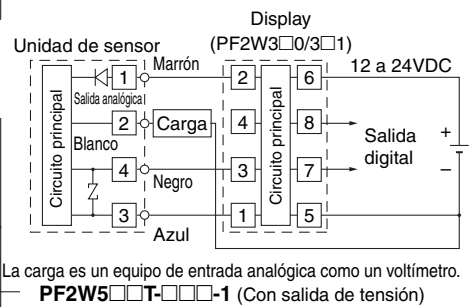 Display
Unidad de sensor
(PF2W3□0/3□1)
Marrón
12 a 24VDC
1
2
6
Salida analógica
Circuito principal
2
Carga
4
8
Circuito principal
Salida
digital
+
−
Blanco
4
Negro
3
7
3
1
5
Azul
La carga es un equipo de entrada analógica como un voltímetro.
PF2W5□□T-□□□-1 (Con salida de tensión)